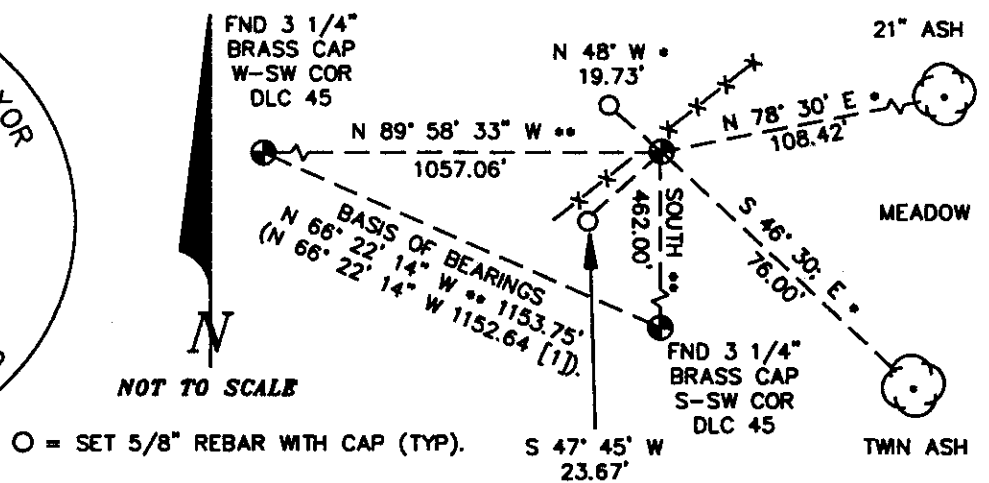 YOR
FND 3 1/4"
BRASS CAP
W-SW COR
DLC 45
N 48° W *
19.73'
21" ASH
N 89° 58' 33" W **
1057.06'
N 78° 30' E *
108.42'
BASIS OF BEARINGS
N 66° 22' 14" W ** 1153.75'
(N 66° 22' 14" W 1152.64 [1]).
SOUTH **
462.00'
MEADOW
S 46° 30; E *
76.00'
N
NOT TO SCALE
FND 3 1/4"
BRASS CAP
S-SW COR
DLC 45
O = SET 5/8" REBAR WITH CAP (TYP).
S 47° 45' W
23.67'
TWIN ASH